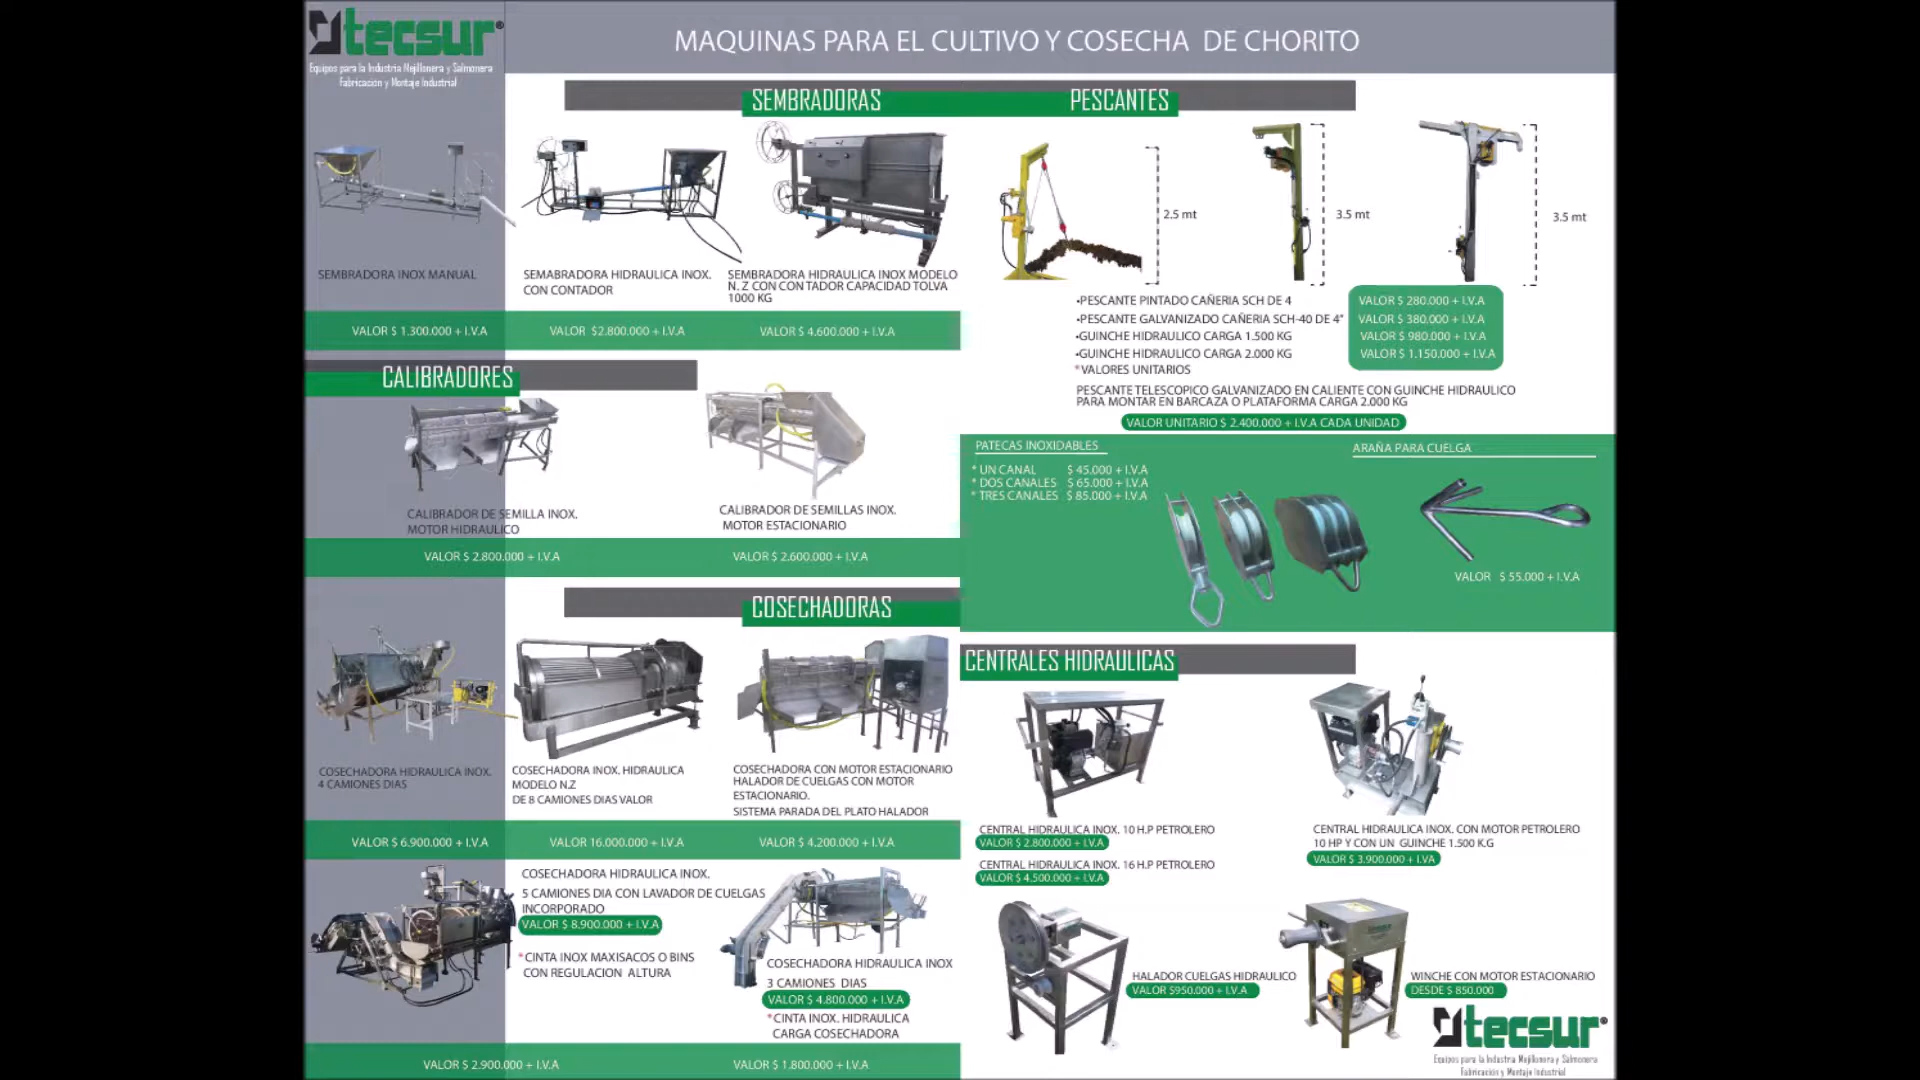 tecsur®
Equipos para la Industria Mejillonera y Salmonera
Fabricación y Montaje Industrial
MAQUINAS PARA EL CULTIVO Y COSECHA DE CHORITO
SEMBRADORAS
SEMBRADORA INOX MANUAL
SEMABRADORA HIDRAULICA INOX.
CON CONTADOR
SEMBRADORA HIDRAULICA INOX MODELO
N. Z CON CON TADOR CAPACIDAD TOLVA
1000 KG
VALOR $ 1.300.000 + I.V.A
VALOR $2.800.000 + I.V.A
VALOR $ 4.600.000 + I.V.A
PESCANTES
2.5 mt
3.5 mt
3.5 mt
•PESCANTE PINTADO CAÑERIA SCH DE 4
VALOR $ 280.000 + I.V.A
•PESCANTE GALVANIZADO CAÑERIA SCH-40 DE 4"
VALOR $ 380.000 + I.V.A
•GUINCHE HIDRAULICO CARGA 1.500 KG
VALOR $ 980.000 + I.V.A
•GUINCHE HIDRAULICO CARGA 2.000 KG
VALOR $ 1.150.000 + I.V.A
*VALORES UNITARIOS
PESCANTE TELESCOPICO GALVANIZADO EN CALIENTE CON GUINCHE HIDRAULICO
PARA MONTAR EN BARCAZA O PLATAFORMA CARGA 2.000 KG
VALOR UNITARIO $ 2.400.000 + I.V.A CADA UNIDAD
CALIBRADORES
CALIBRADOR DE SEMILLA INOX.
MOTOR HIDRAULICO
CALIBRADOR DE SEMILLAS INOX.
MOTOR ESTACIONARIO
VALOR $ 2.800.000 + I.V.A
VALOR $ 2.600.000 + I.V.A
PATECAS INOXIDABLES
* UN CANAL $ 45.000 + I.V.A
* DOS CANALES $ 65.000 + I.V.A
* TRES CANALES $ 85.000 + I.V.A
ARAÑA PARA CUELGA
VALOR $ 55.000 + I.V.A
COSECHADORAS
COSECHADORA HIDRAULICA INOX.
4 CAMIONES DIAS
COSECHADORA INOX. HIDRAULICA
MODELO N.Z
DE 8 CAMIONES DIAS VALOR
COSECHADORA CON MOTOR ESTACIONARIO
HALADOR DE CUELGAS CON MOTOR
ESTACIONARIO.
SISTEMA PARADA DEL PLATO HALADOR
VALOR $ 6.900.000 + I.V.A
VALOR 16.000.000 + I.V.A
VALOR $ 4.200.000 + I.V.A
COSECHADORA HIDRAULICA INOX.
5 CAMIONES DIA CON LAVADOR DE CUELGAS
INCORPORADO
VALOR $ 8.900.000 + I.V.A
*CINTA INOX MAXISACOS O BINS
CON REGULACION ALTURA
COSECHADORA HIDRAULICA INOX
3 CAMIONES DIAS
VALOR $ 4.800.000 + I.V.A
*CINTA INOX. HIDRAULICA
CARGA COSECHADORA
VALOR $ 2.900.000 + I.V.A
VALOR $ 1.800.000 + I.V.A
CENTRALES HIDRAULICAS
CENTRAL HIDRAULICA INOX. 10 H.P PETROLERO
VALOR $ 2.800.000 + I.V.A
CENTRAL HIDRAULICA INOX. 16 H.P PETROLERO
VALOR $ 4.500.000 + I.V.A
CENTRAL HIDRAULICA INOX. CON MOTOR PETROLERO
10 HP Y CON UN GUINCHE 1.500 K.G
VALOR $ 3.900.000 + I.VA
HALADOR CUELGAS HIDRAULICO
VALOR $950.000 + I.V.A
WINCHE CON MOTOR ESTACIONARIO
DESDE $ 850.000
tecsur®
Equipos para la Industria Mejillonera y Salmonera
Fabricación y Montaje Industrial